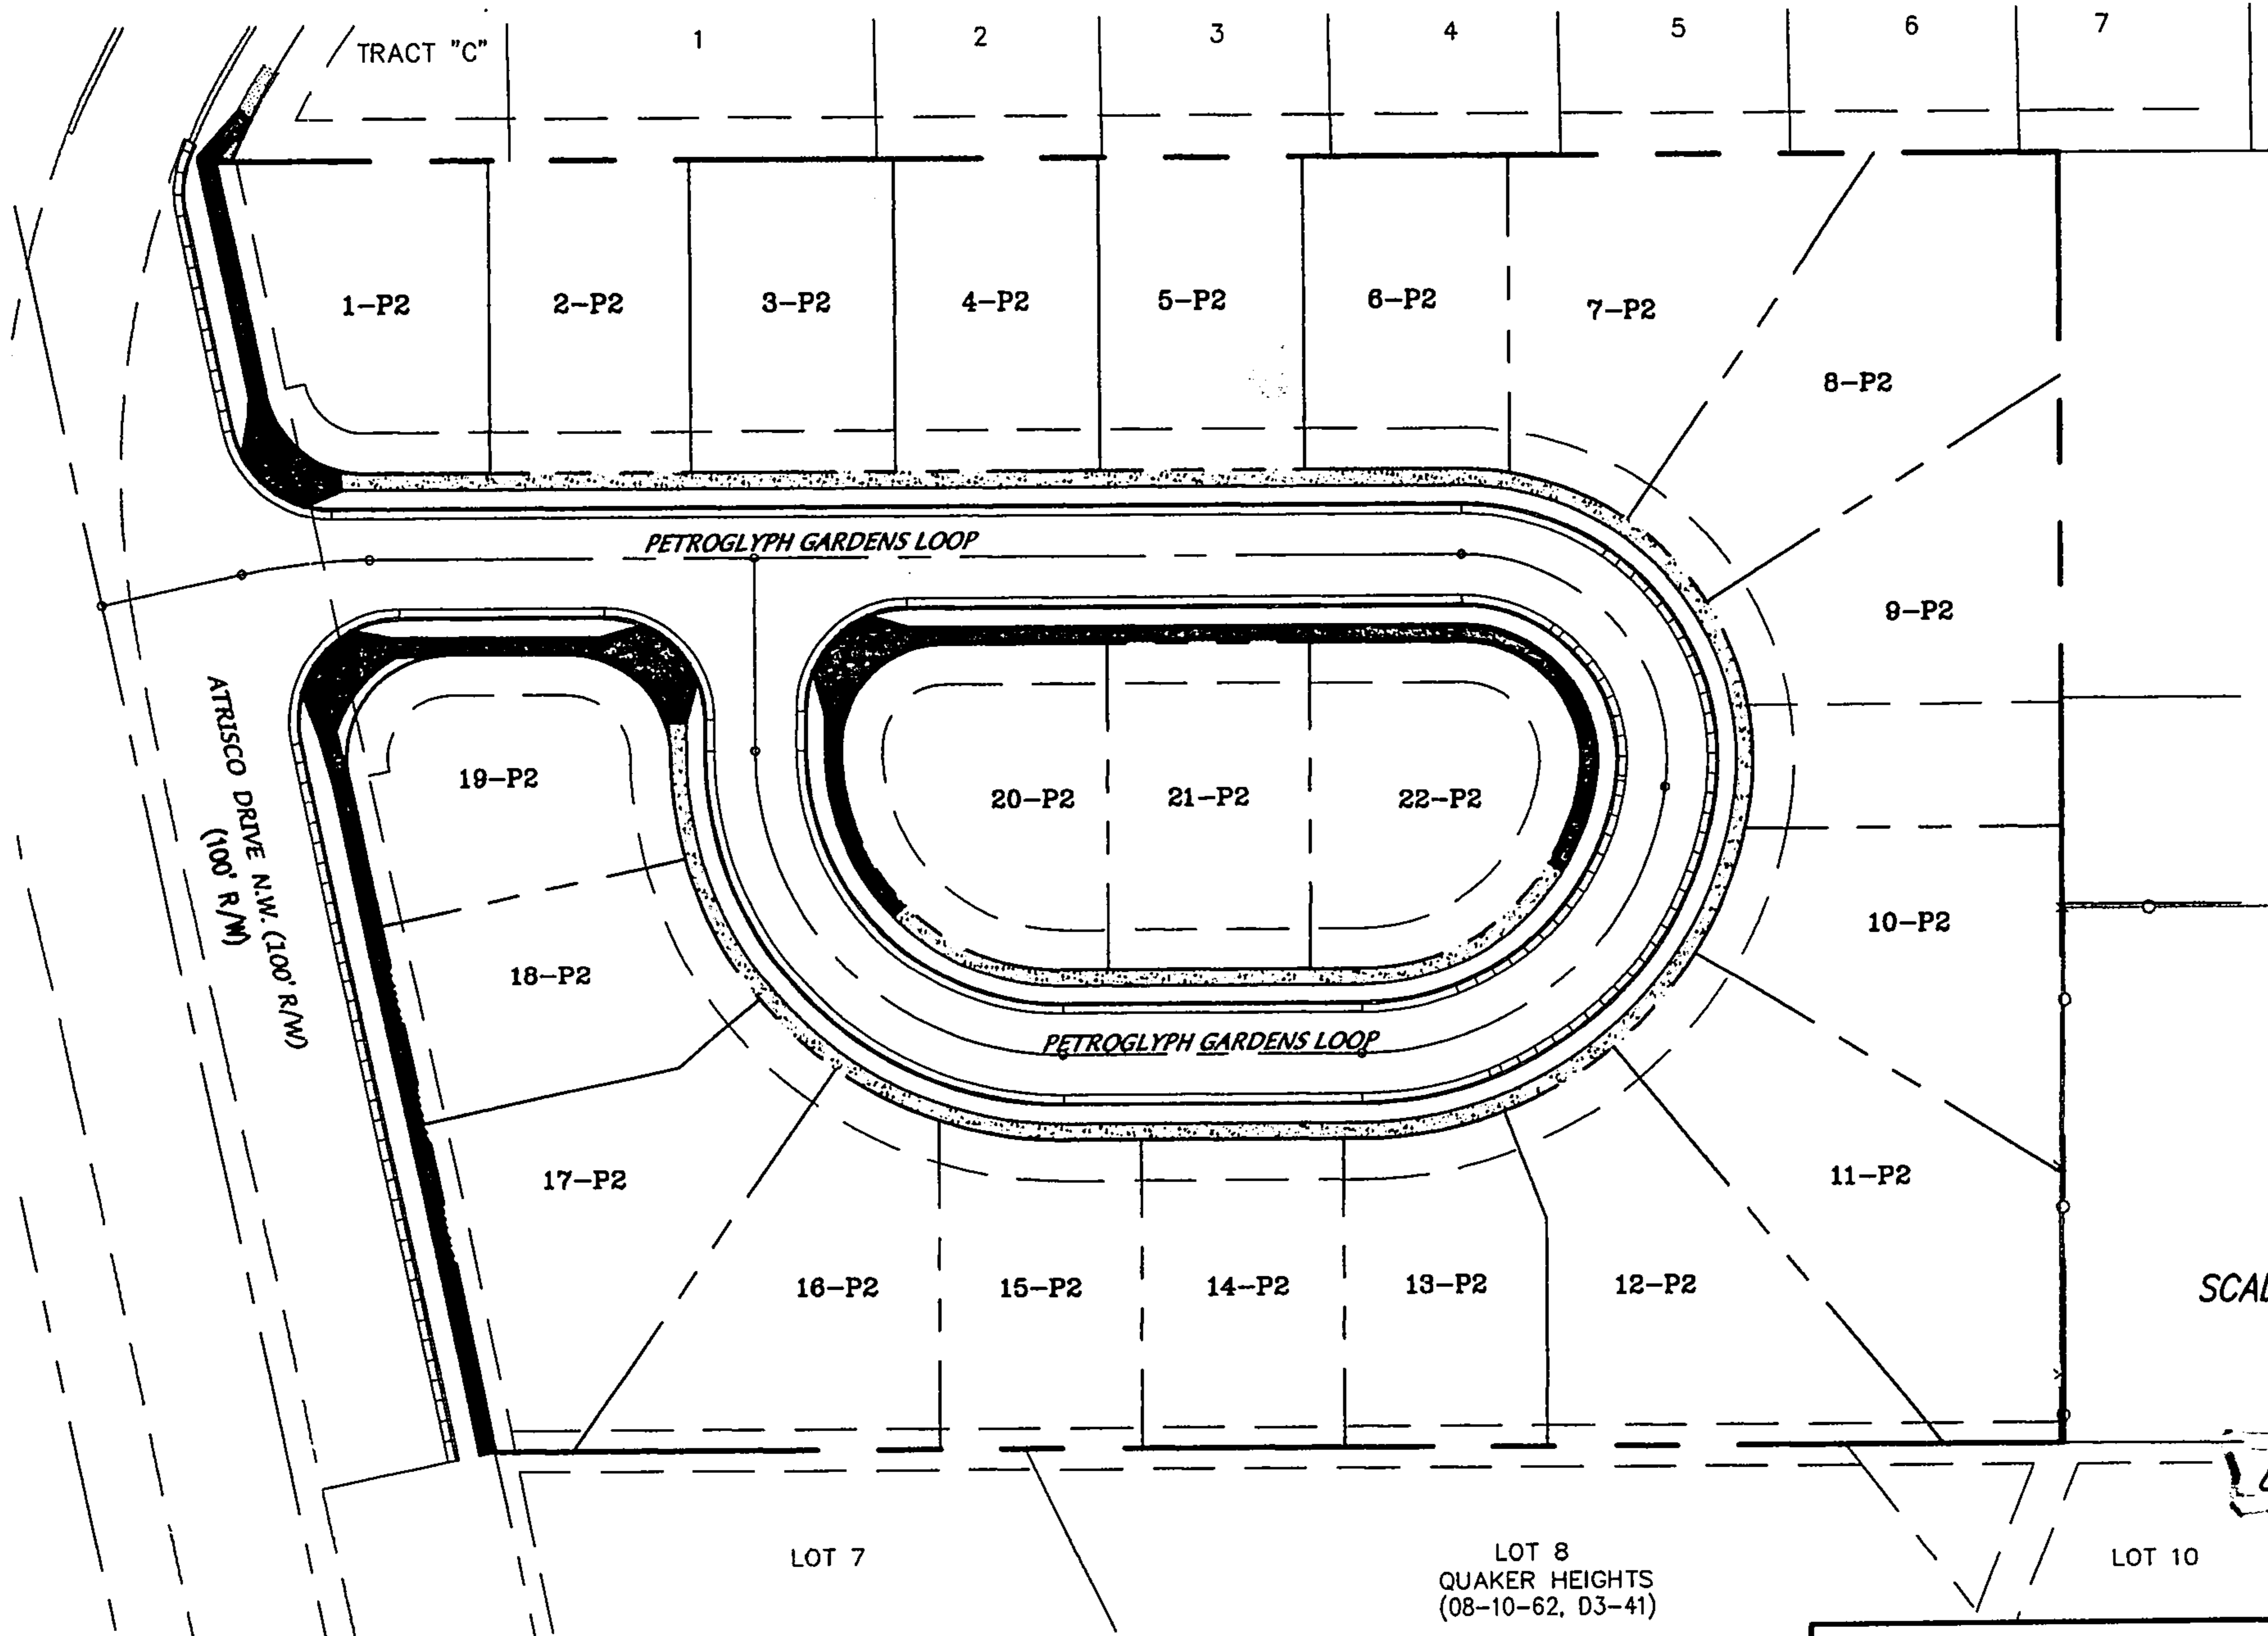 TRACT "C"
1
2
3
4
5
6
7
1-P2
2-P2
3-P2
4-P2
5-P2
6-P2
7-P2
8-P2
PETROGLYPH GARDENS LOOP
9-P2
ATRISCO DRIVE N.W. (100' R/W)
(100' R/W)
19-P2
20-P2
21-P2
22-P2
18-P2
10-P2
PETROGLYPH GARDENS LOOP
17-P2
11-P2
16-P2
15-P2
14-P2
13-P2
12-P2
LOT 7
LOT 8
QUAKER HEIGHTS
(08-10-62, D3-41)
LOT 10